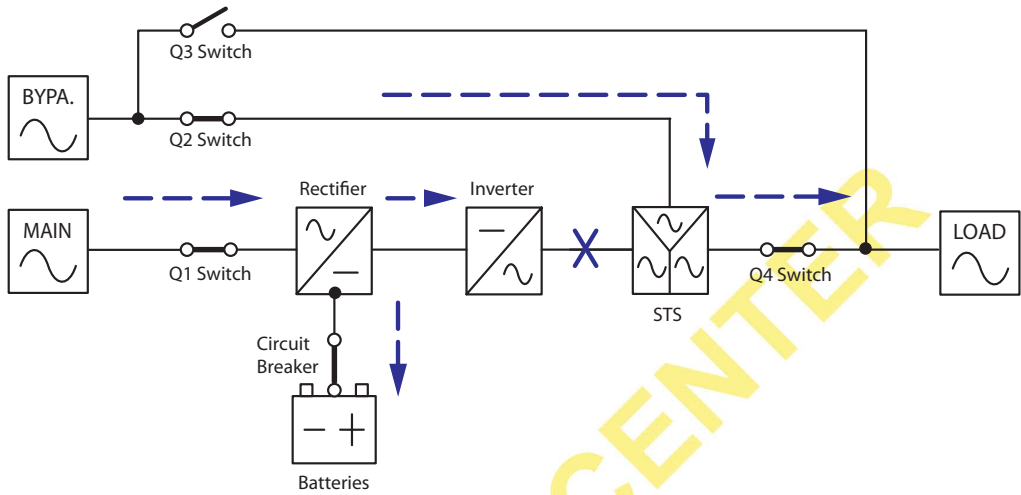 Q3 Switch
BYPA.
Q2 Switch
Rectifier
Inverter
MAIN
LOAD
Q1 Switch
Q4 Switch
STS
Circuit
Breaker
Batteries
CENTER